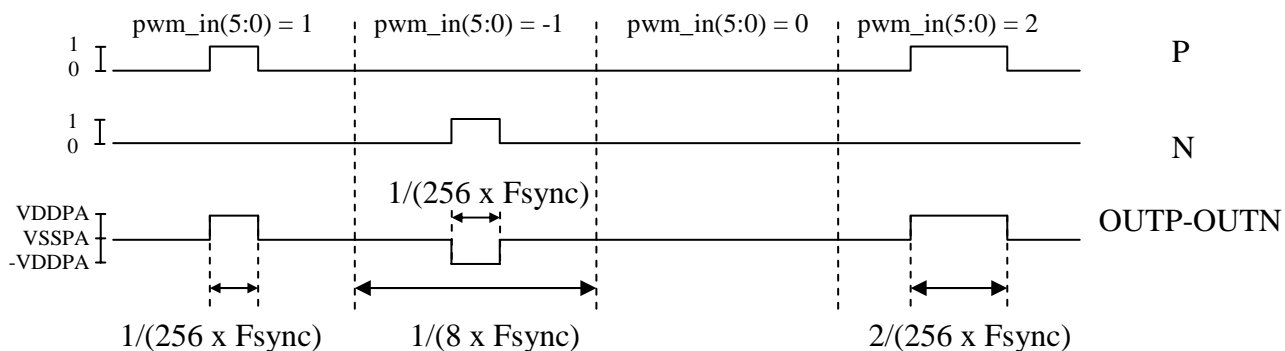 pwm_in(5:0) = 1 pwm_in(5:0) = -1 pwm_in(5:0) = 0 pwm_in(5:0) = 2
1
0
P
1
0
N
1/(256 x Fsync)
VDDPA
VSSPA
-VDDPA
OUTP-OUTN
1/(256 x Fsync) 1/(8 x Fsync) 2/(256 x Fsync)